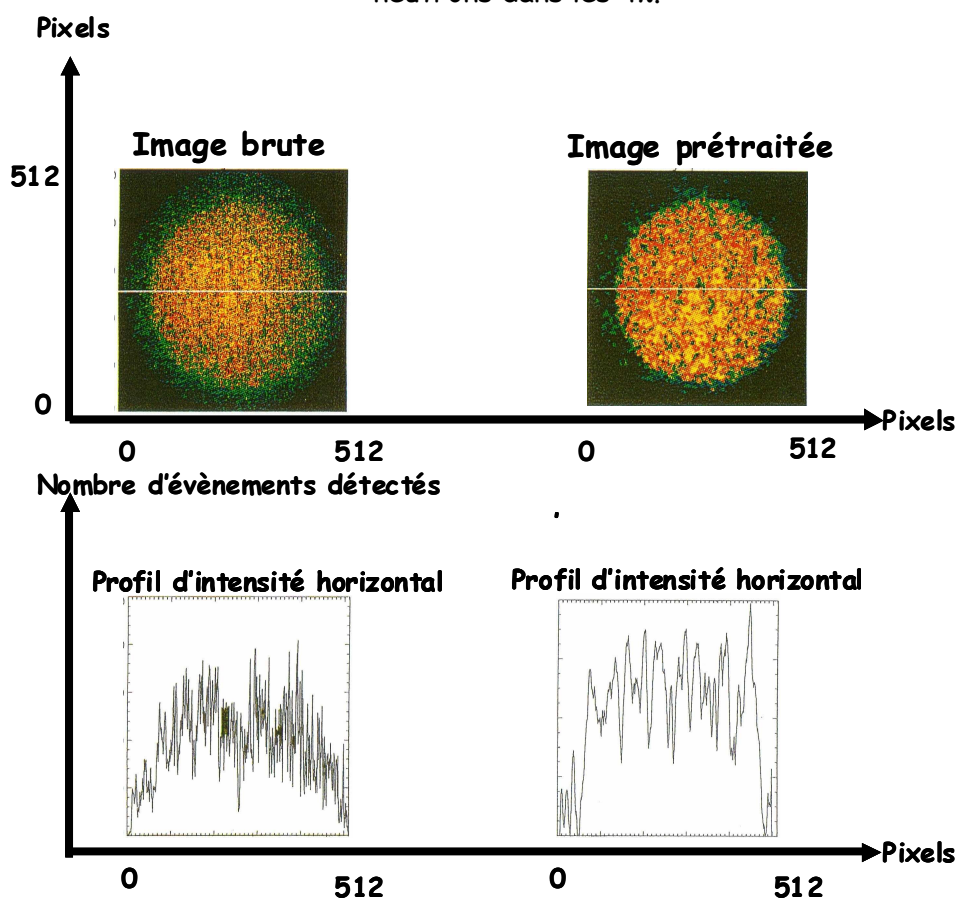 Pixels
Image brute
Image prétraitée
512
0
Pixels
0
512
0
512
Nombre d'évènements détectés
Profil d'intensité horizontal
Profil d'intensité horizontal
Pixels
0
512
0
512